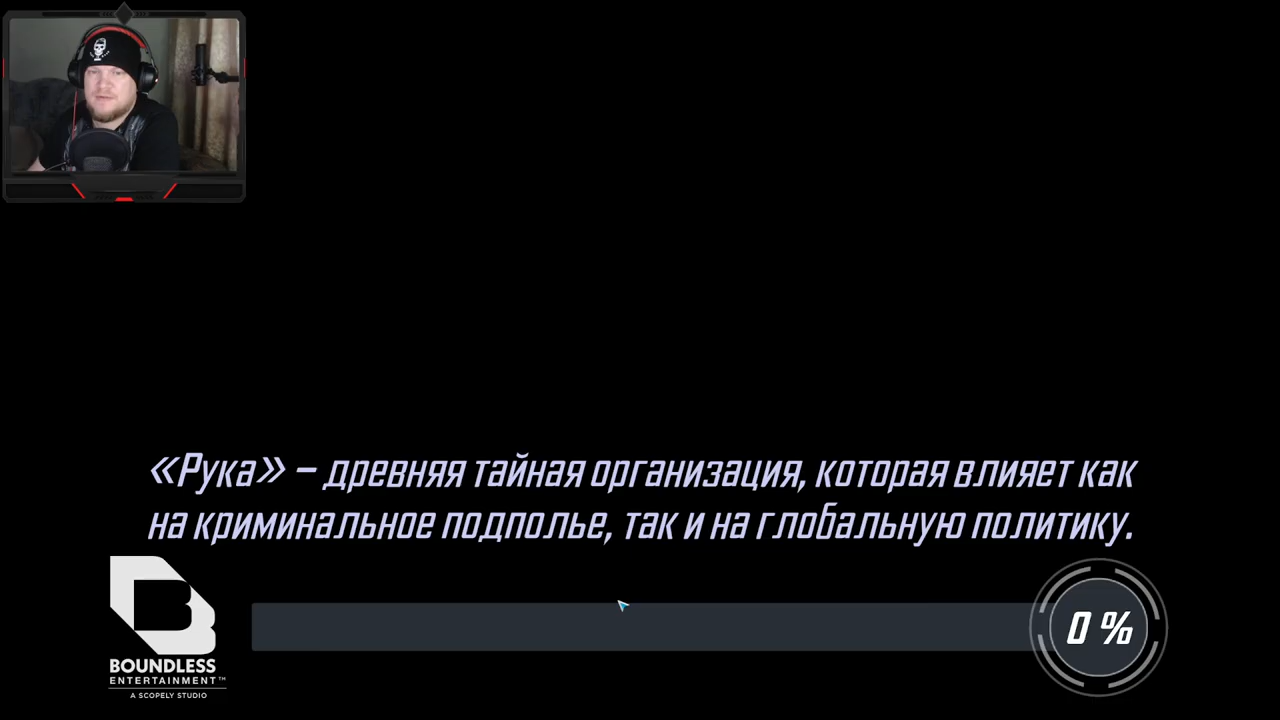 «Рука» – древняя тайная организация, которая влияет как
на криминальное подполье, так и на глобальную политику.
0 %
BOUNDLESS
ENTERTAINMENT™
A SCOPELY STUDIO